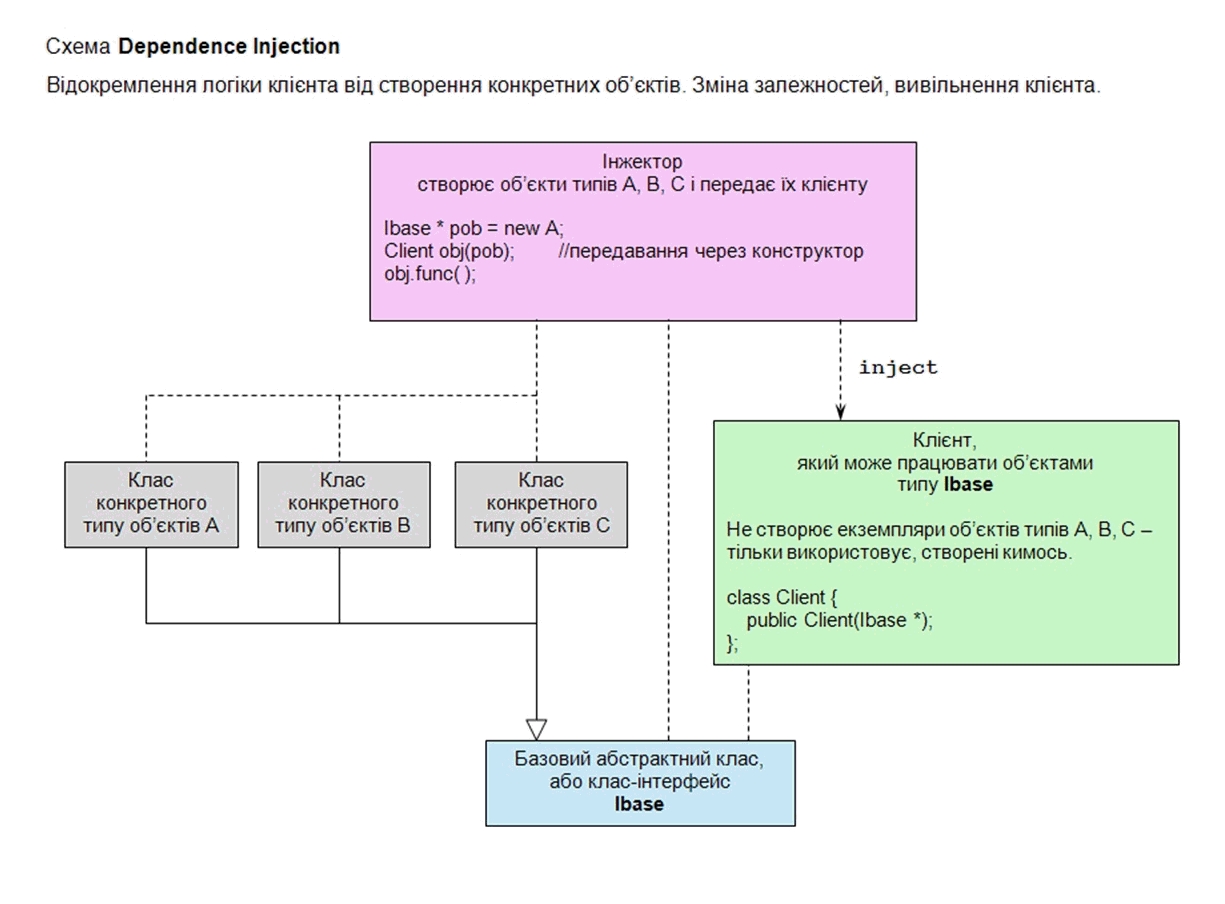 Схема Dependence Injection
Відокремлення логіки клієнта від створення конкретних об’єктів. Зміна залежностей, вивільнення клієнта.
Інжектор
створює об’єкти типів A, B, C і передає їх клієнту
Ibase * pob = new A;
Client obj(pob); //передавання через конструктор
obj.func( );
inject
Клас
конкретного
типу об’єктів A
Клас
конкретного
типу об’єктів B
Клас
конкретного
типу об’єктів C
Клієнт,
який може працювати об’єктами
типу Ibase
Не створює екземпляри об’єктів типів A, B, C –
тільки використовує, створені кимось.
class Client {
public Client(Ibase *);
};
Базовий абстрактний клас,
або клас-інтерфейс
Ibase